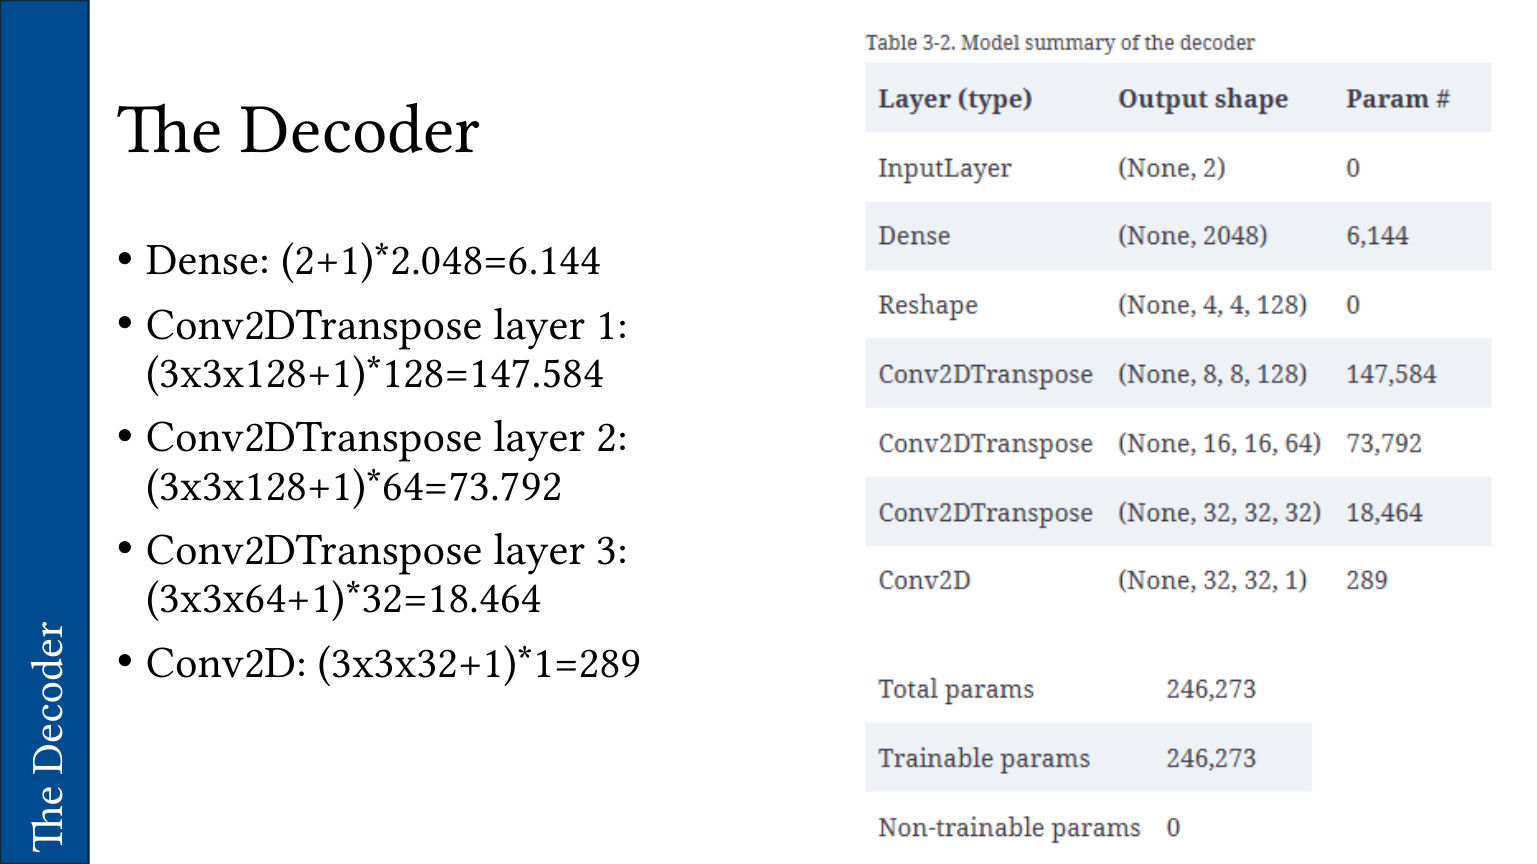 The Decoder
The Decoder
• Dense: (2+1)*2.048=6.144
• Conv2DTranspose layer 1:
(3x3x128+1)*128=147.584
• Conv2DTranspose layer 2:
(3x3x128+1)*64=73.792
• Conv2DTranspose layer 3:
(3x3x64+1)*32=18.464
• Conv2D: (3x3x32+1)*1=289
Table 3-2. Model summary of the decoder
Layer (type) Output shape Param #
InputLayer (None, 2) 0
Dense (None, 2048) 6,144
Reshape (None, 4, 4, 128) 0
Conv2DTranspose (None, 8, 8, 128) 147,584
Conv2DTranspose (None, 16, 16, 64) 73,792
Conv2DTranspose (None, 32, 32, 32) 18,464
Conv2D (None, 32, 32, 1) 289
Total params 246,273
Trainable params 246,273
Non-trainable params 0